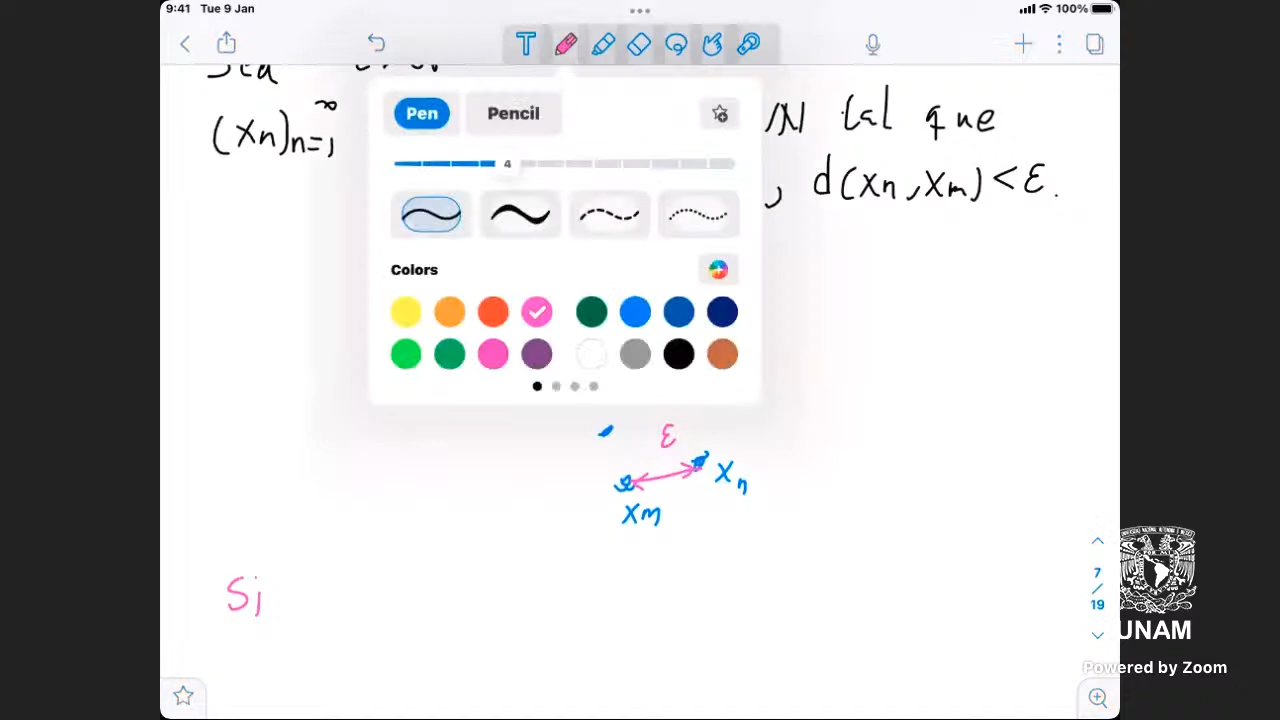 9:41 Tue 9 Jan 100%
T
(Xn)n=1 ∞ IN tal que
, d(Xn,Xm)<ε.
Pen Pencil
4
Colors
ε
Xn
Xm
Si
7
/
19
UNAM
Powered by Zoom